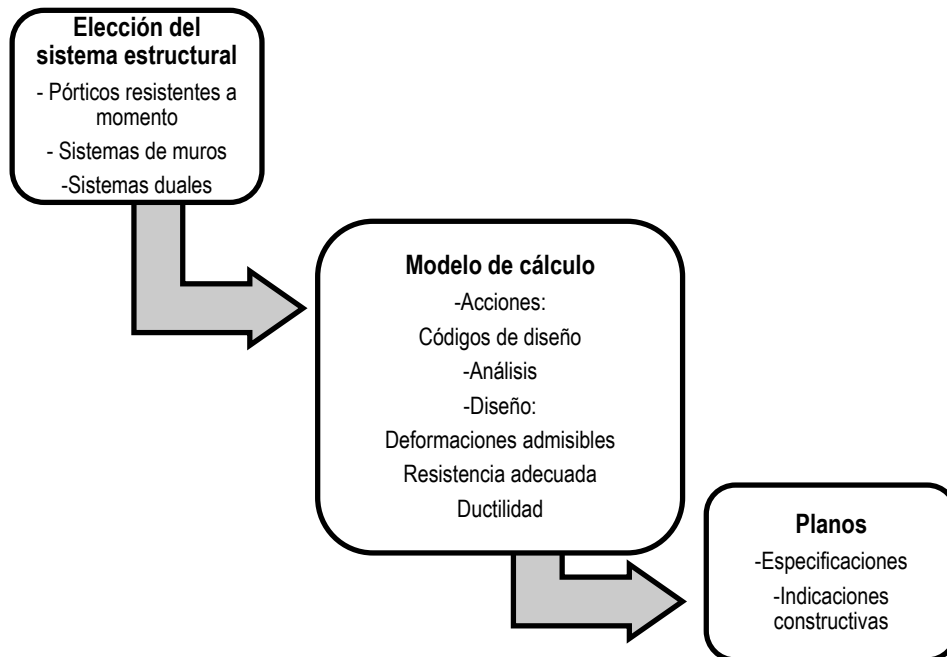 Elección del
sistema estructural
- Pórticos resistentes a
momento
- Sistemas de muros
-Sistemas duales
Modelo de cálculo
-Acciones:
Códigos de diseño
-Análisis
-Diseño:
Deformaciones admisibles
Resistencia adecuada
Ductilidad
Planos
-Especificaciones
-Indicaciones
constructivas